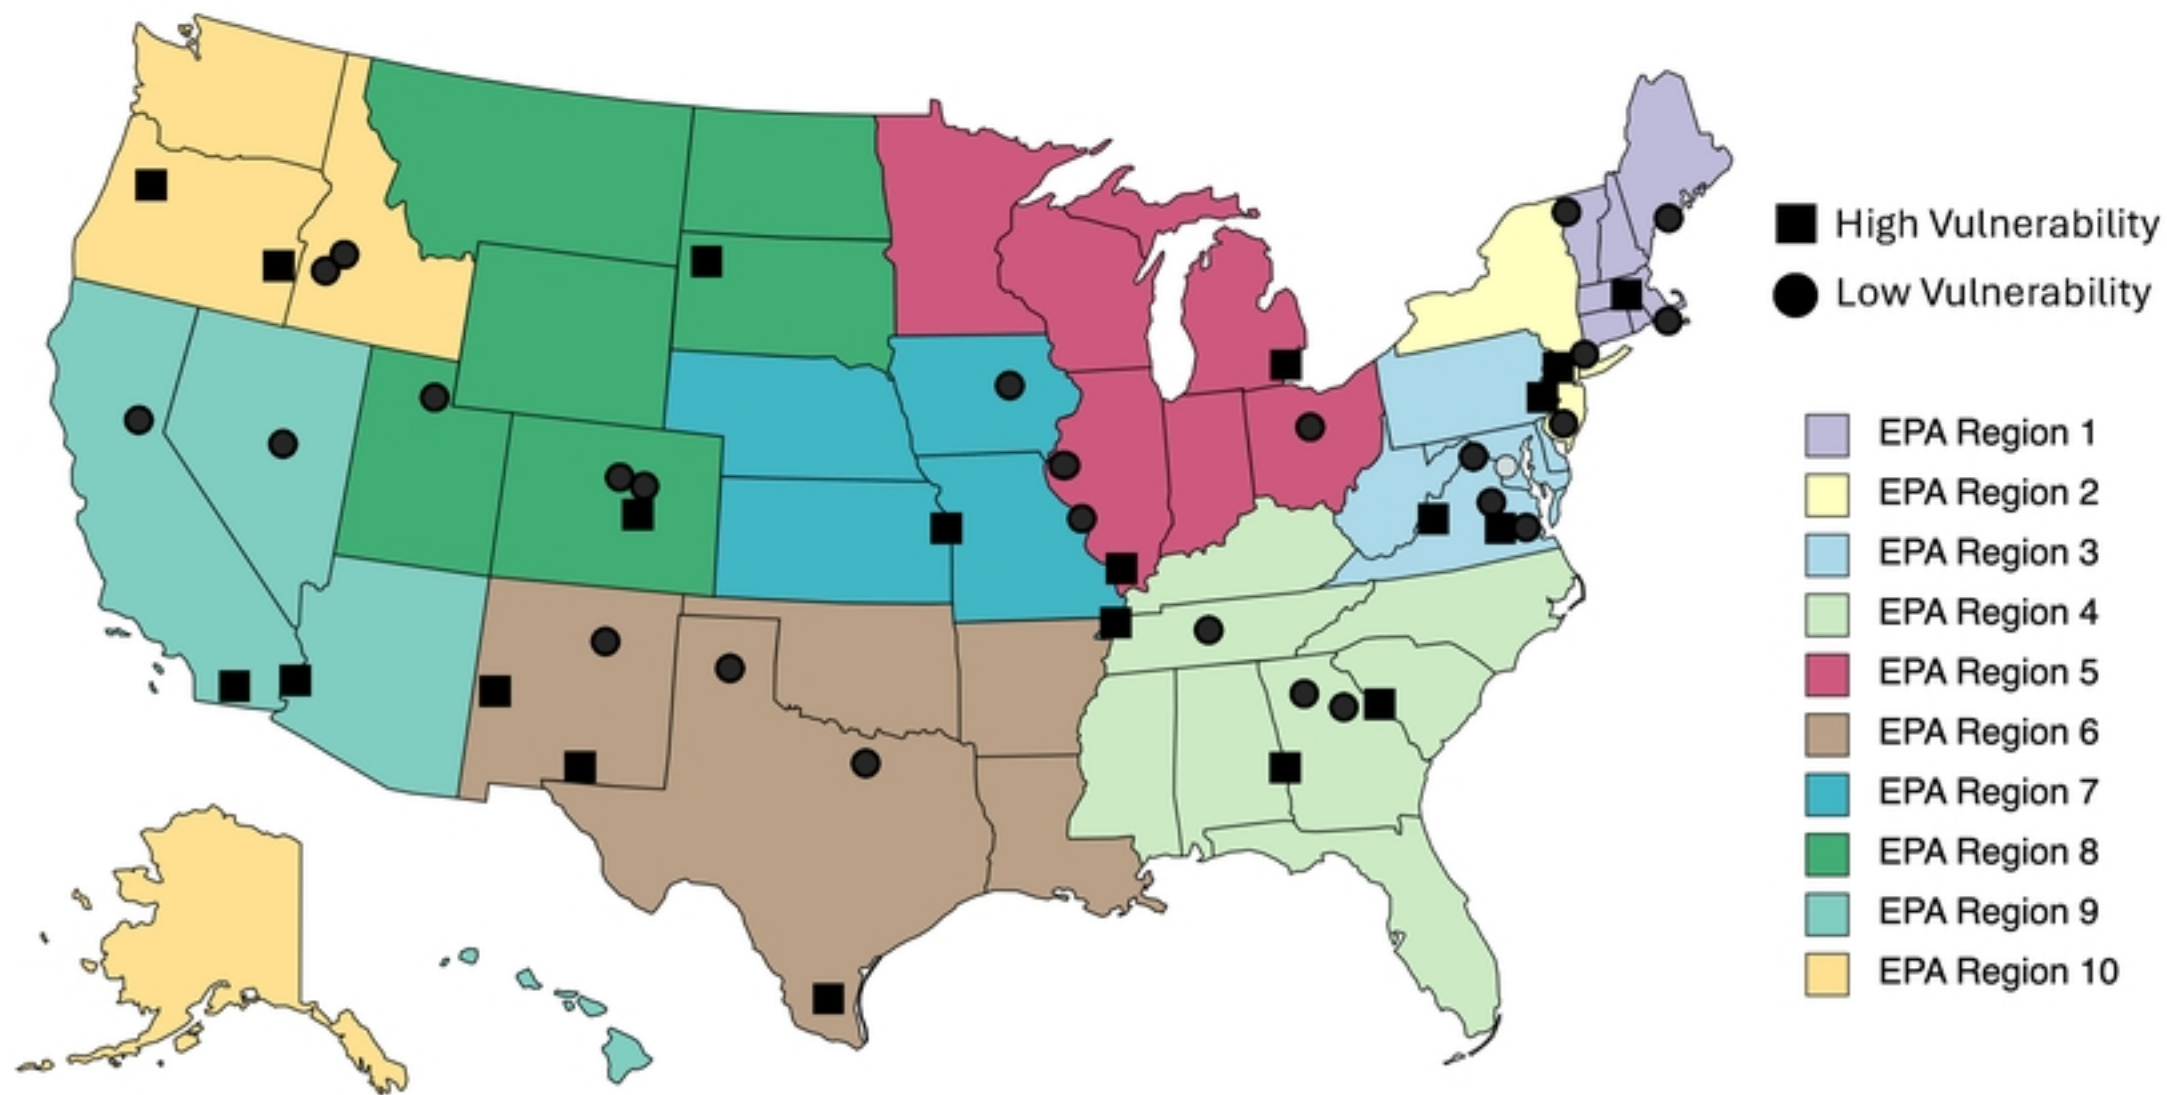 High Vulnerability
Low Vulnerability
EPA Region 1
EPA Region 2
EPA Region 3
EPA Region 4
EPA Region 5
EPA Region 6
EPA Region 7
EPA Region 8
EPA Region 9
EPA Region 10